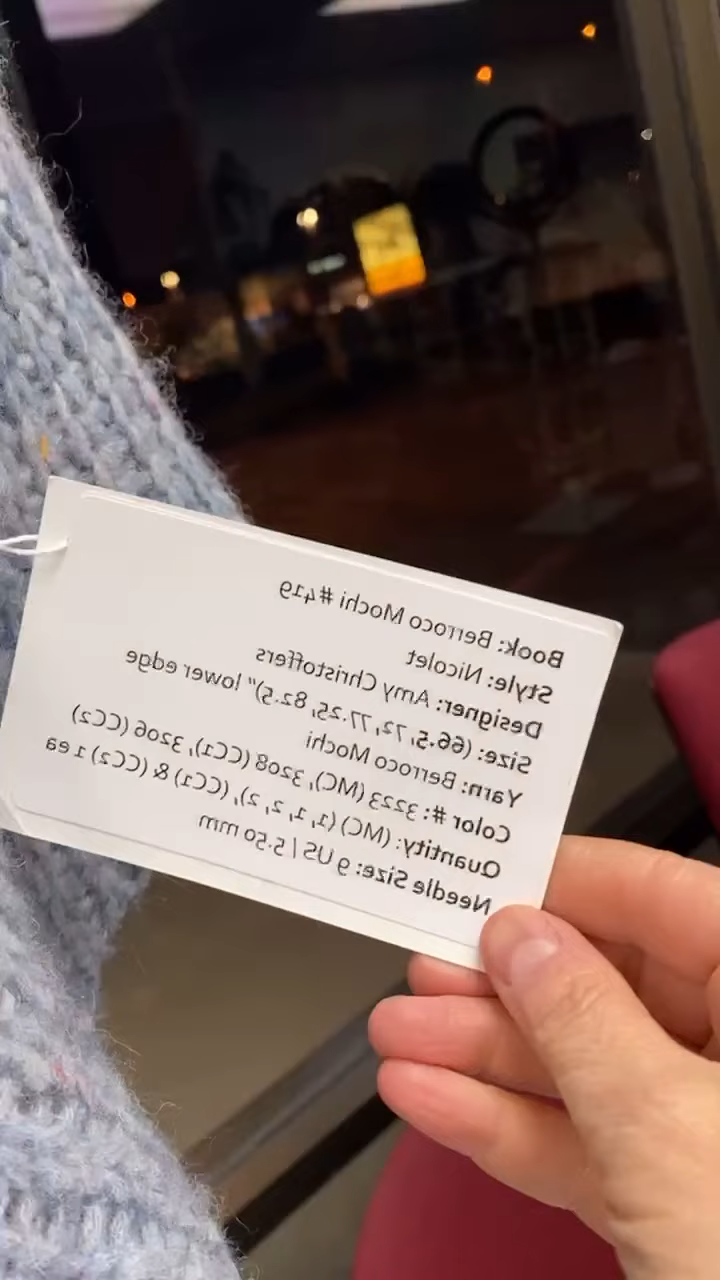 Book: Berroco Mochi #419
Style: Nicolet
Designer: Amy Christoffers
Size: (66.5, 72, 77.25, 82.5)" lower edge
Yarn: Berroco Mochi
Color #: 3223 (MC), 3208 (CC1), 3206 (CC2)
Quantity: (MC) (1, 1, 2, 2), (CC1) & (CC2) 1 ea
Needle Size: 9 US | 5.50 mm